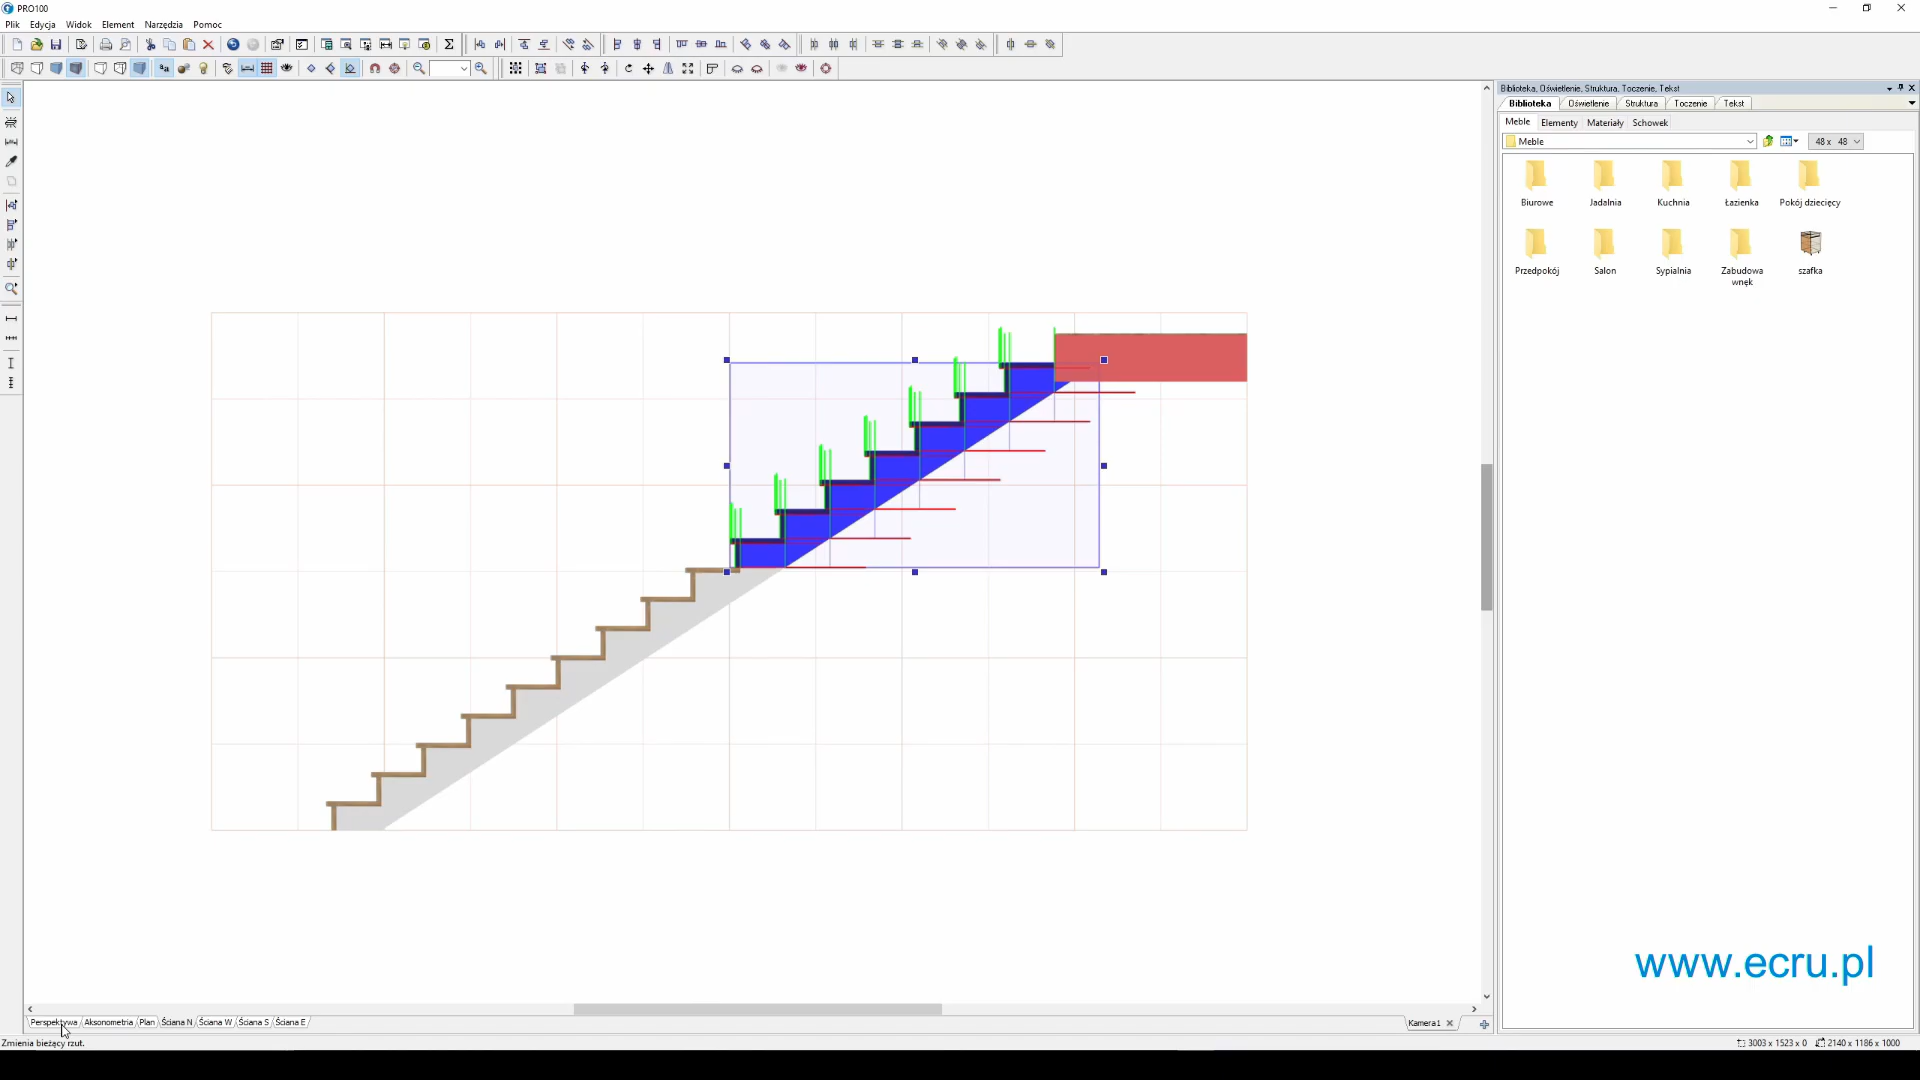 PRO100
Plik Edycja Widok Element Narzędzia Pomoc
Biblioteka, Oświetlenie, Struktura, Toczenie, Tekst
Biblioteka Oświetlenie Struktura Toczenie Tekst
Meble Elementy Materiały Schowek
Meble 48 x 48
Biurowe Jadalnia Kuchnia Łazienka Pokój dziecięcy
Przedpokój Salon Sypialnia Zabudowa wnęk szafka
www.ecru.pl
Perspektywa Aksonometria Plan Ściana N Ściana W Ściana S Ściana E Kamera1
Zmienia bieżący rzut. 3003 x 1523 x 0 2140 x 1186 x 1000